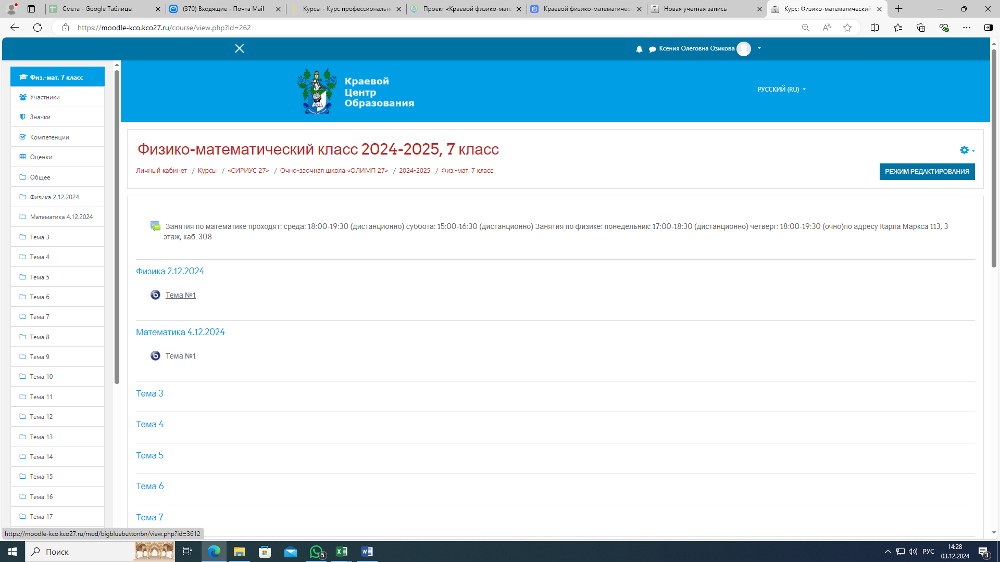 Смета - Google Таблицы
(370) Входящие - Почта Mail
Курсы - Курс профессиональн
Проект «Краевой физико-мате
Краевой физико-математичес
Новая учетная запись
Курс: Физико-математический
https://moodle-kco.kco27.ru/course/view.php?id=262
Ксения Олеговна Озикова
Краевой
Центр
Образования
РУССКИЙ (RU)
Физ.-мат. 7 класс
Участники
Значки
Компетенции
Оценки
Общее
Физика 2.12.2024
Математика 4.12.2024
Тема 3
Тема 4
Тема 5
Тема 6
Тема 7
Тема 8
Тема 9
Тема 10
Тема 11
Тема 12
Тема 13
Тема 14
Тема 15
Тема 16
Тема 17
Физико-математический класс 2024-2025, 7 класс
Личный кабинет / Курсы / «СИРИУС 27» / Очно-заочная школа «ОЛИМП 27» / 2024-2025 / Физ.-мат. 7 класс
РЕЖИМ РЕДАКТИРОВАНИЯ
Занятия по математике проходят: среда: 18:00-19:30 (дистанционно) суббота: 15:00-16:30 (дистанционно) Занятия по физике: понедельник: 17:00-18:30 (дистанционно) четверг: 18:00-19:30 (очно)по адресу Карла Маркса 113, 3
этаж, каб. 308
Физика 2.12.2024
Тема №1
Математика 4.12.2024
Тема №1
Тема 3
Тема 4
Тема 5
Тема 6
Тема 7
https://moodle-kco.kco27.ru/mod/bigbluebuttonbn/view.php?id=3612
Поиск
5
РУС
14:28
03.12.2024
3